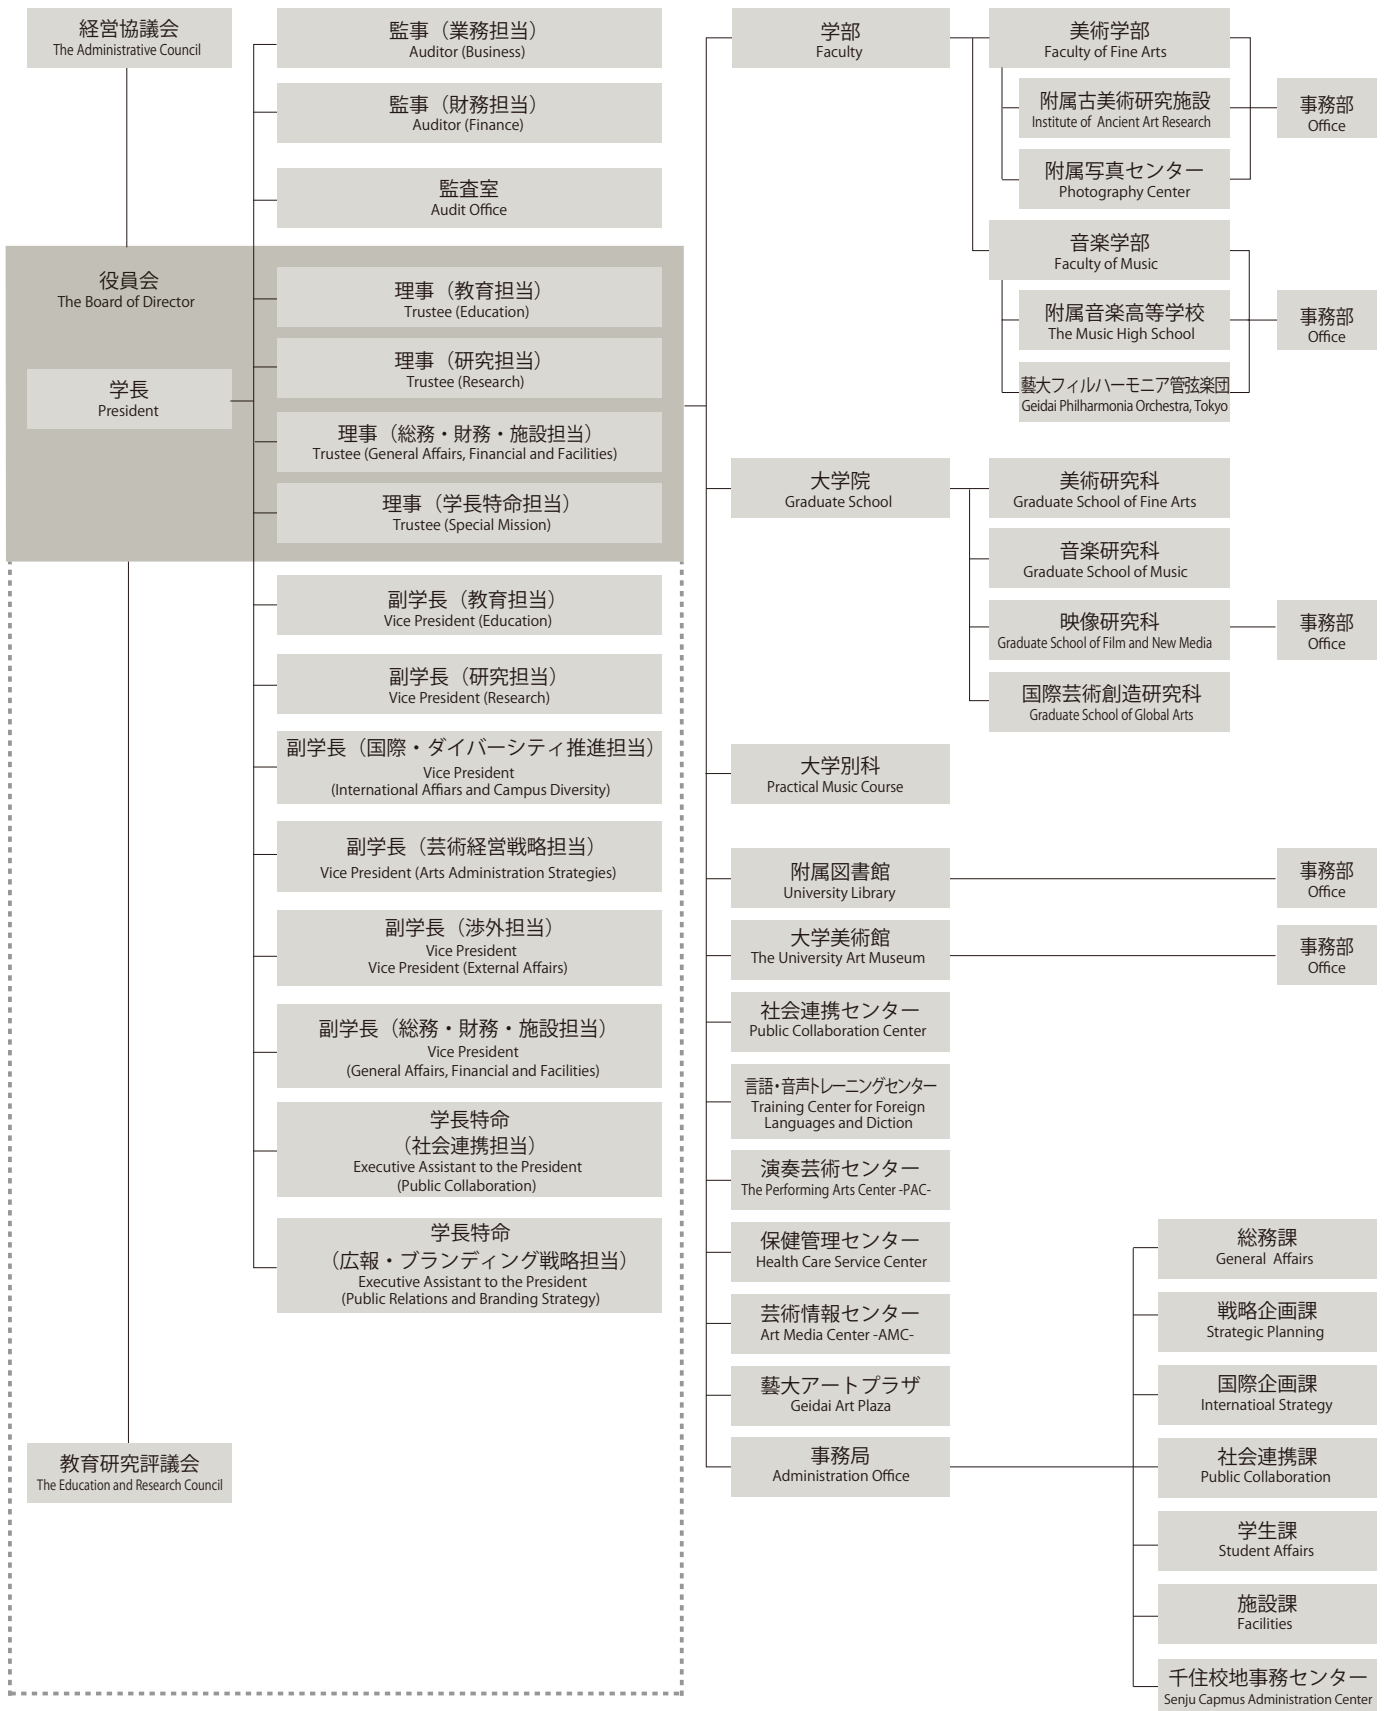 経営協議会
The Administrative Council
役員会
The Board of Director
学長
President
教育研究評議会
The Education and Research Council
監事（業務担当）
Auditor (Business)
監事（財務担当）
Auditor (Finance)
監査室
Audit Office
理事（教育担当）
Trustee (Education)
理事（研究担当）
Trustee (Research)
理事（総務・財務・施設担当）
Trustee (General Affairs, Financial and Facilities)
理事（学長特命担当）
Trustee (Special Mission)
副学長（教育担当）
Vice President (Education)
副学長（研究担当）
Vice President (Research)
副学長（国際・ダイバーシティ推進担当）
Vice President
(International Affiars and Campus Diversity)
副学長（芸術経営戦略担当）
Vice President (Arts Administration Strategies)
副学長（渉外担当）
Vice President
Vice President (External Affairs)
副学長（総務・財務・施設担当）
Vice President
(General Affairs, Financial and Facilities)
学長特命
（社会連携担当）
Executive Assistant to the President
(Public Collaboration)
学長特命
（広報・ブランディング戦略担当）
Executive Assistant to the President
(Public Relations and Branding Strategy)
学部
Faculty
美術学部
Faculty of Fine Arts
附属古美術研究施設
Institute of Ancient Art Research
附属写真センター
Photography Center
事務部
Office
音楽学部
Faculty of Music
附属音楽高等学校
The Music High School
藝大フィルハーモニア管弦楽団
Geidai Philharmonia Orchestra, Tokyo
事務部
Office
大学院
Graduate School
美術研究科
Graduate School of Fine Arts
音楽研究科
Graduate School of Music
映像研究科
Graduate School of Film and New Media
事務部
Office
国際芸術創造研究科
Graduate School of Global Arts
大学別科
Practical Music Course
附属図書館
University Library
事務部
Office
大学美術館
The University Art Museum
事務部
Office
社会連携センター
Public Collaboration Center
言語・音声トレーニングセンター
Training Center for Foreign
Languages and Diction
演奏芸術センター
The Performing Arts Center -PAC-
保健管理センター
Health Care Service Center
芸術情報センター
Art Media Center -AMC-
藝大アートプラザ
Geidai Art Plaza
事務局
Administration Office
総務課
General Affairs
戦略企画課
Strategic Planning
国際企画課
Internatioal Strategy
社会連携課
Public Collaboration
学生課
Student Affairs
施設課
Facilities
千住校地事務センター
Senju Capmus Administration Center